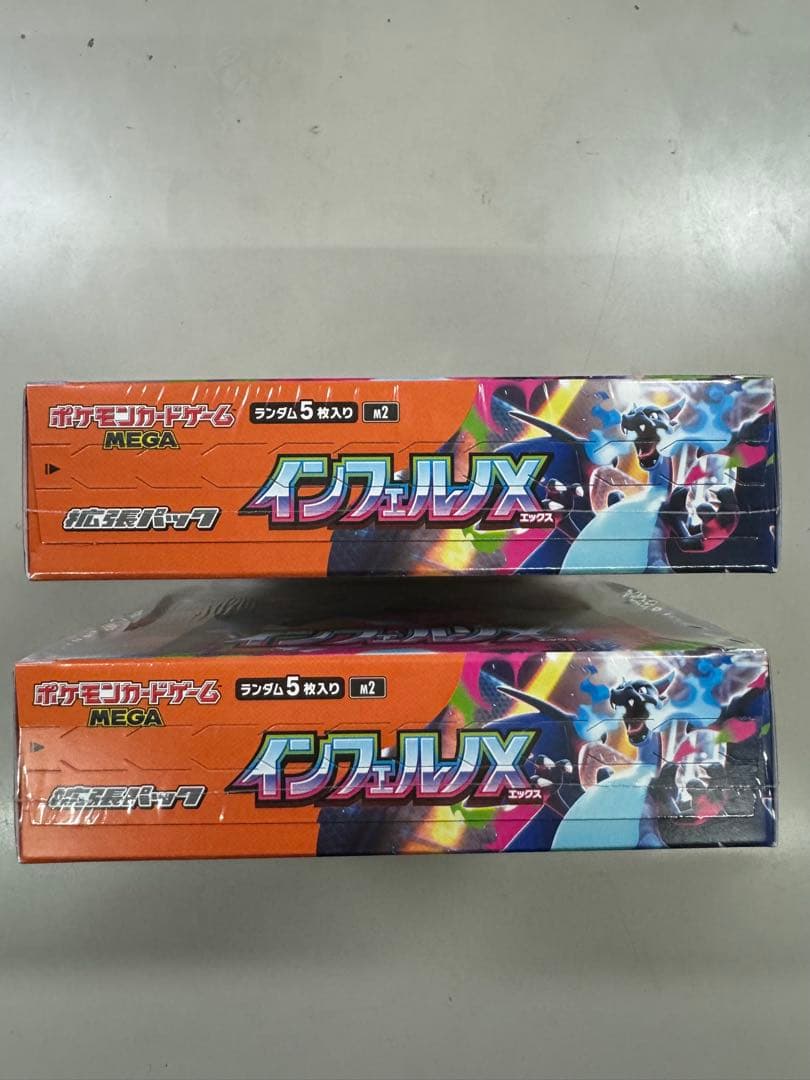 ポケモンカードゲーム
MEGA
ランダム5枚入り
M2
拡張パック
インフェルノX
エックス
ポケモンカードゲーム
MEGA
ランダム5枚入り
M2
拡張パック
インフェルノX
エックス